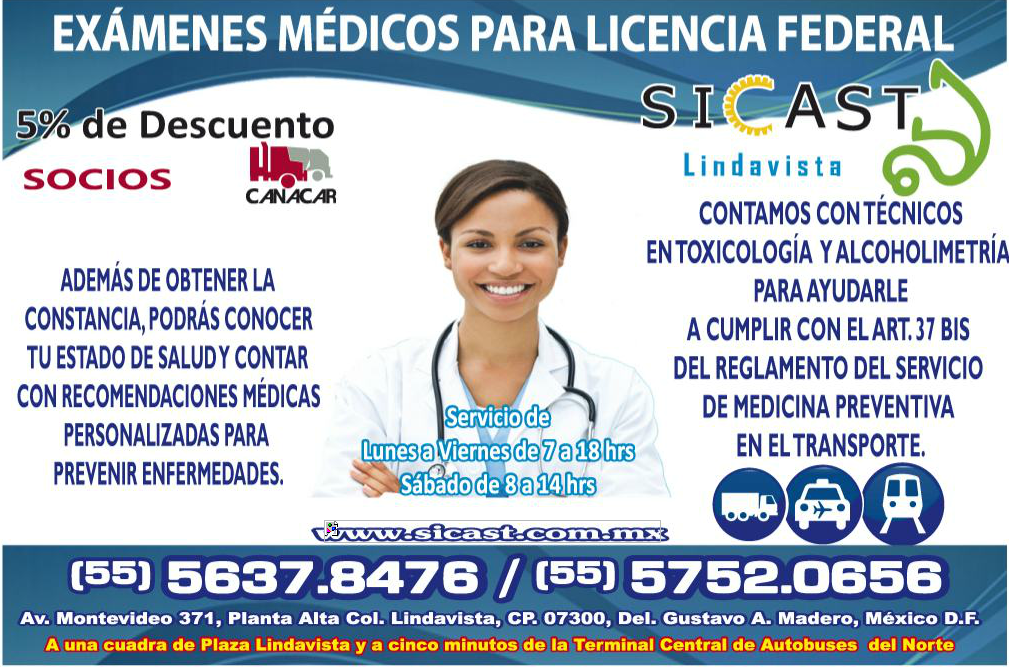 EXÁMENES MÉDICOS PARA LICENCIA FEDERAL
5% de Descuento
SOCIOS
CANACAR
SICAST
Lindavista
ADEMÁS DE OBTENER LA
CONSTANCIA, PODRÁS CONOCER
TU ESTADO DE SALUD Y CONTAR
CON RECOMENDACIONES MÉDICAS
PERSONALIZADAS PARA
PREVENIR ENFERMEDADES.
CONTAMOS CON TÉCNICOS
EN TOXICOLOGÍA Y ALCOHOLIMETRÍA
PARA AYUDARLE
A CUMPLIR CON EL ART. 37 BIS
DEL REGLAMENTO DEL SERVICIO
DE MEDICINA PREVENTIVA
EN EL TRANSPORTE.
Servicio de
Lunes a Viernes de 7 a 18 hrs
Sábado de 8 a 14 hrs
www.sicast.com.mx
(55) 5637.8476 / (55) 5752.0656
Av. Montevideo 371, Planta Alta Col. Lindavista, CP. 07300, Del. Gustavo A. Madero, México D.F.
A una cuadra de Plaza Lindavista y a cinco minutos de la Terminal Central de Autobuses del Norte